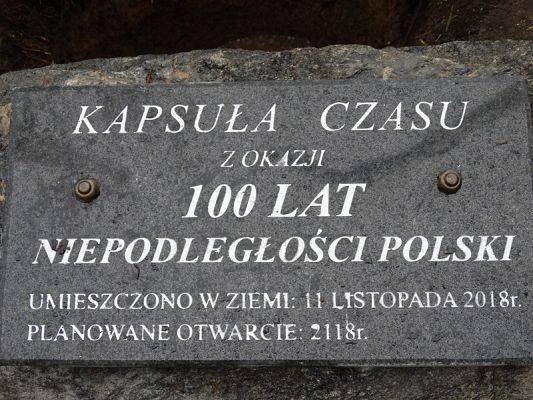 KAPSUŁA CZASU
Z OKAZJI
100 LAT
NIEPODLEGŁOŚCI POLSKI
UMIESZCZONO W ZIEMI: 11 LISTOPADA 2018r.
PLANOWANE OTWARCIE: 2118r.